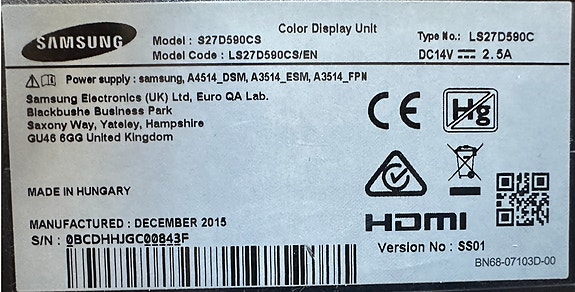 SAMSUNG
Color Display Unit
Model : S27D590CS
Type No.: LS27D590C
Model Code : LS27D590CS/EN
DC14V ⎓ 2.5A
Power supply : samsung, A4514_DSM, A3514_ESM, A3514_FPN
Samsung Electronics (UK) Ltd, Euro QA Lab.
Blackbushe Business Park
Saxony Way, Yateley, Hampshire
GU46 6GG United Kingdom
CE
Hg
MADE IN HUNGARY
MANUFACTURED : DECEMBER 2015
HDMI
S/N : 0BCDHHJGC00843F
Version No : SS01
BN68-07103D-00